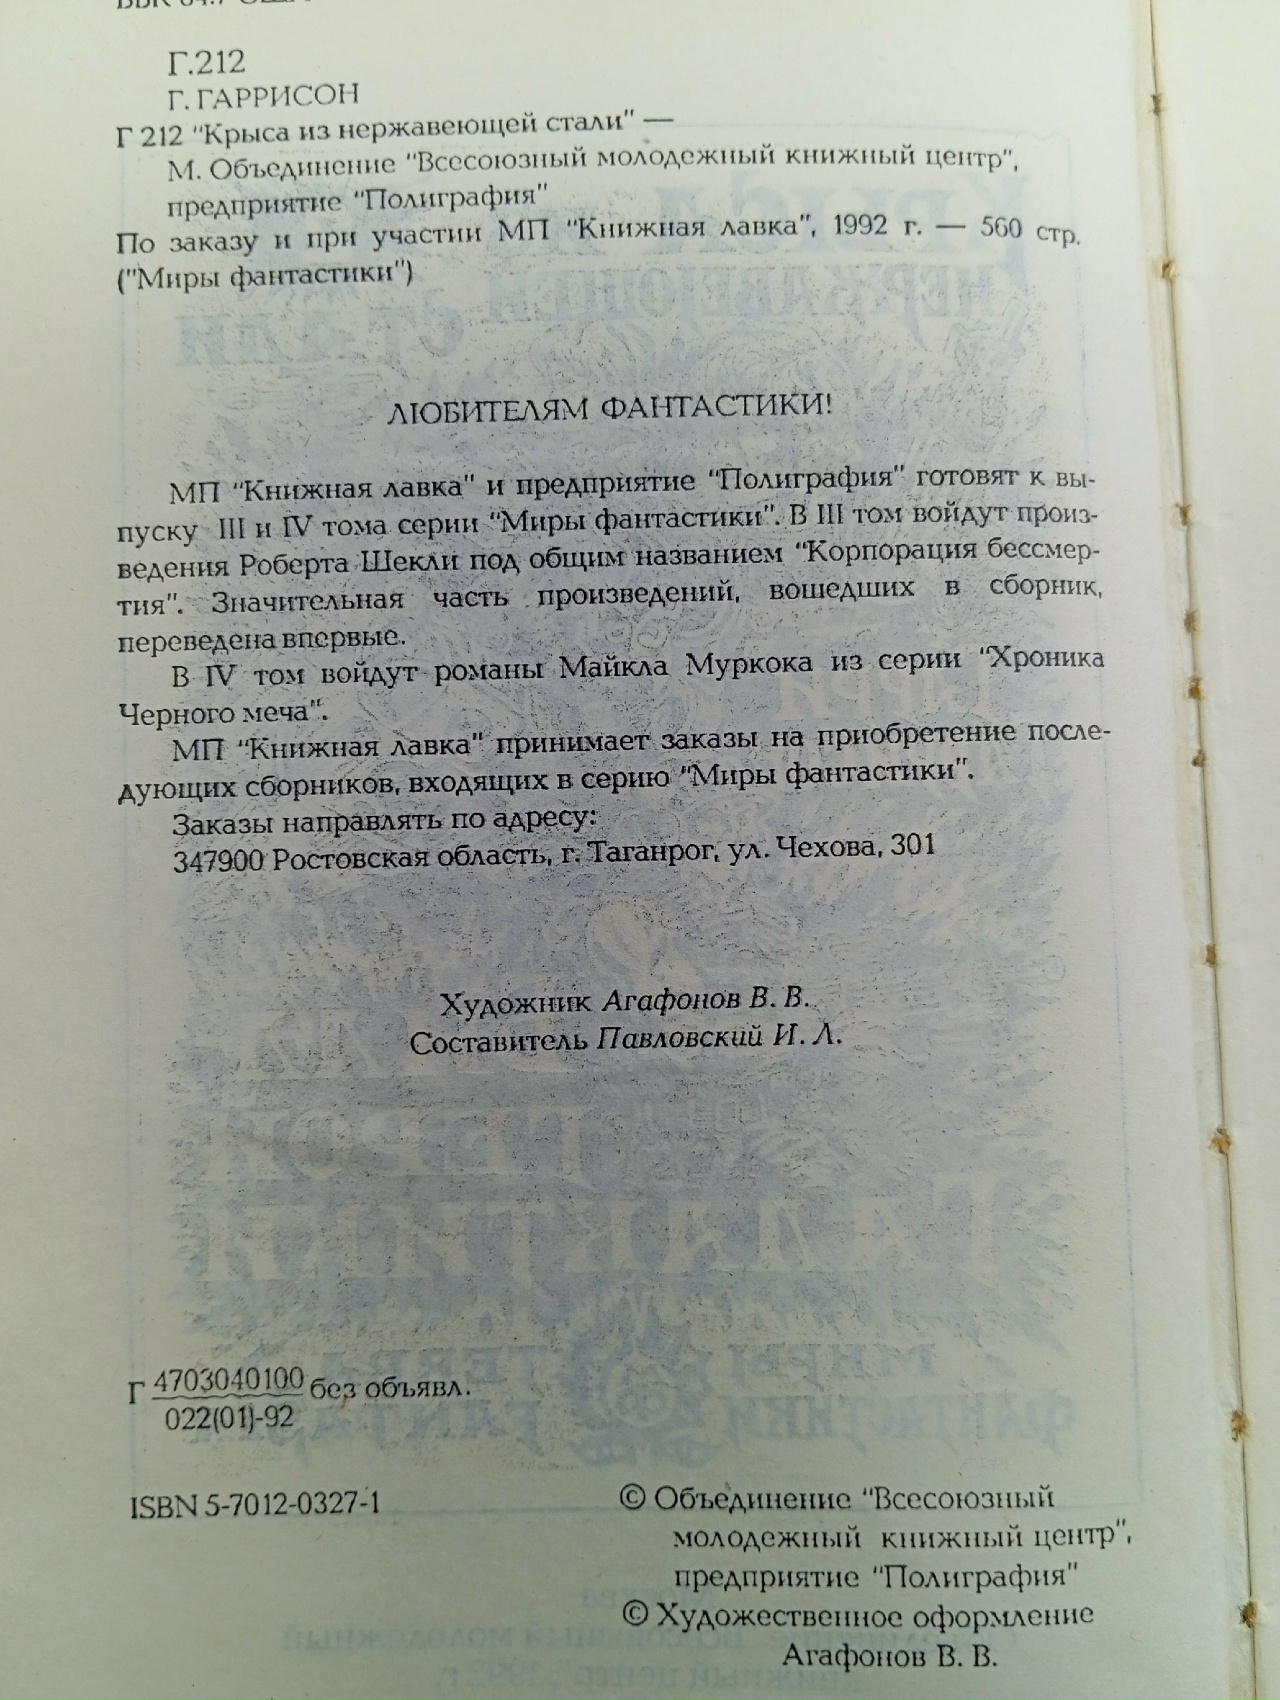 Г.212
Г. ГАРРИСОН
Г 212 "Крыса из нержавеющей стали" —
М. Объединение "Всесоюзный молодежный книжный центр",
предприятие "Полиграфия"
По заказу и при участии МП "Книжная лавка", 1992 г. — 560 стр.
("Миры фантастики")
ЛЮБИТЕЛЯМ ФАНТАСТИКИ!
МП "Книжная лавка" и предприятие "Полиграфия" готовят к вы-
пуску III и IV тома серии "Миры фантастики". В III том войдут произ-
ведения Роберта Шекли под общим названием "Корпорация бессмер-
тия". Значительная часть произведений, вошедших в сборник,
переведена впервые.
В IV том войдут романы Майкла Муркока из серии "Хроника
Черного меча".
МП "Книжная лавка" принимает заказы на приобретение после-
дующих сборников, входящих в серию "Миры фантастики".
Заказы направлять по адресу:
347900 Ростовская область, г. Таганрог, ул. Чехова, 301
Художник Агафонов В. В.
Составитель Павловский И. Л.
Г 4703040100 без объявл.
022(01)-92
ISBN 5-7012-0327-1
© Объединение "Всесоюзный
молодежный книжный центр",
предприятие "Полиграфия"
© Художественное оформление
Агафонов В. В.